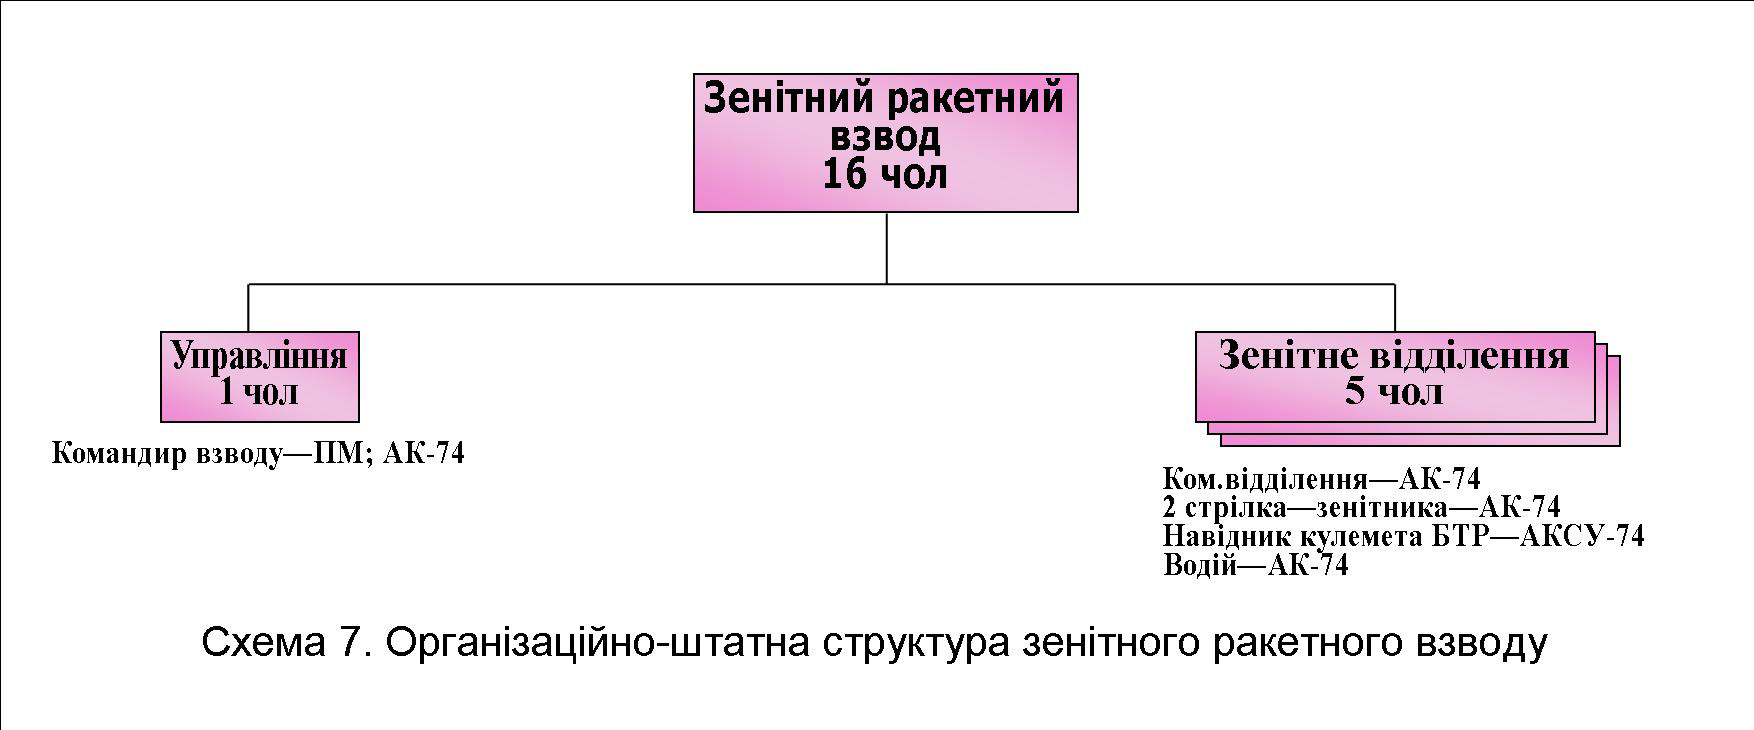 Зенітний ракетний
взвод
16 чол
Управління
1 чол
Зенітне відділення
5 чол
Командир взводу—ПМ; АК-74
Ком.відділення—АК-74
2 стрілка—зенітника—АК-74
Навідник кулемета БТР—АКСУ-74
Водій—АК-74
Схема 7. Організаційно-штатна структура зенітного ракетного взводу